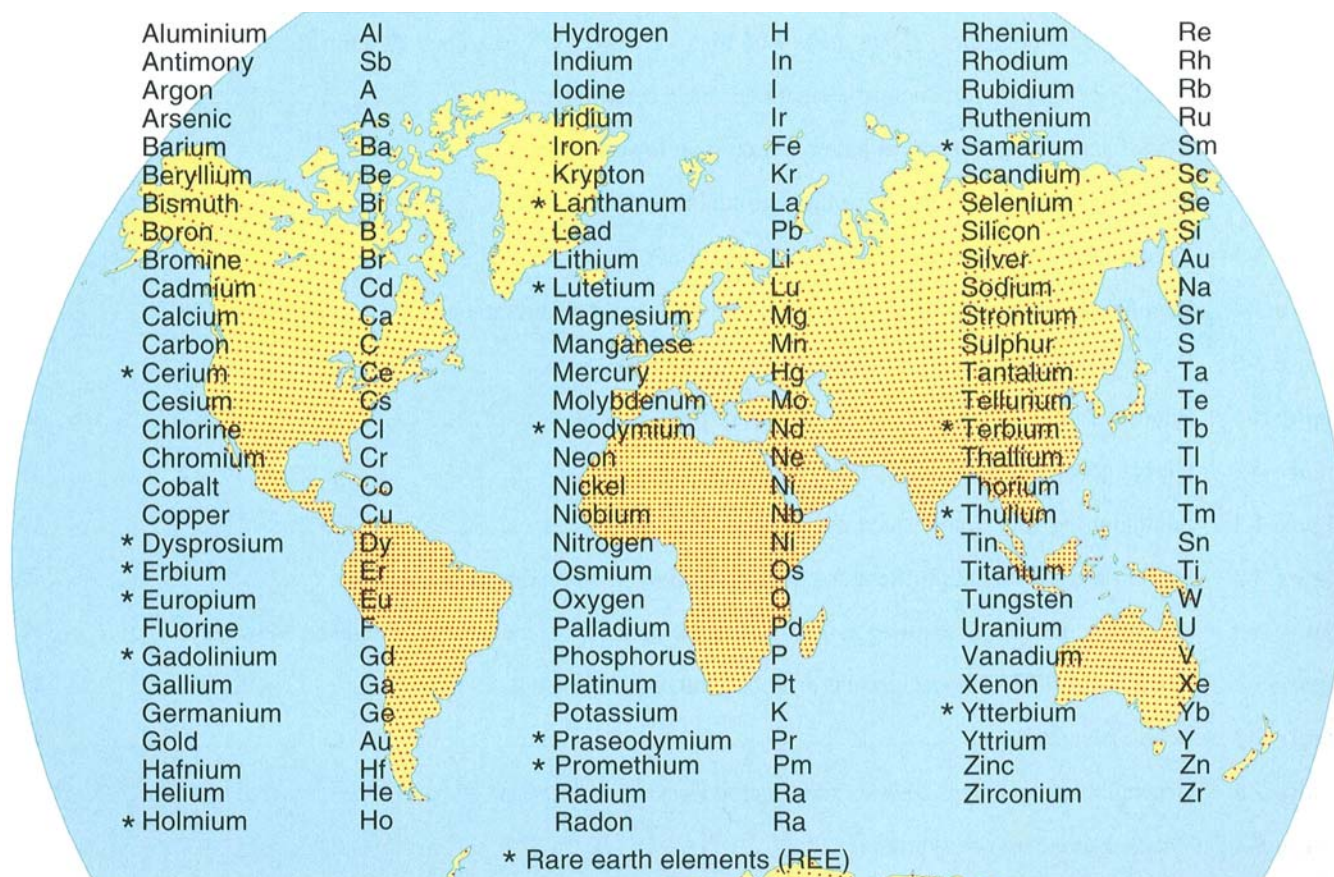 Aluminium Al
Antimony Sb
Argon A
Arsenic As
Barium Ba
Beryllium Be
Bismuth Bi
Boron B
Bromine Br
Cadmium Cd
Calcium Ca
Carbon C
* Cerium Ce
Cesium Cs
Chlorine Cl
Chromium Cr
Cobalt Co
Copper Cu
* Dysprosium Dy
* Erbium Er
* Europium Eu
Fluorine F
* Gadolinium Gd
Gallium Ga
Germanium Ge
Gold Au
Hafnium Hf
Helium He
* Holmium Ho
Hydrogen H
Indium In
Iodine I
Iridium Ir
Iron Fe
Krypton Kr
* Lanthanum La
Lead Pb
Lithium Li
* Lutetium Lu
Magnesium Mg
Manganese Mn
Mercury Hg
Molybdenum Mo
* Neodymium Nd
Neon Ne
Nickel Ni
Niobium Nb
Nitrogen Ni
Osmium Os
Oxygen O
Palladium Pd
Phosphorus P
Platinum Pt
Potassium K
* Praseodymium Pr
* Promethium Pm
Radium Ra
Radon Ra
Rhenium Re
Rhodium Rh
Rubidium Rb
Ruthenium Ru
* Samarium Sm
Scandium Sc
Selenium Se
Silicon Si
Silver Au
Sodium Na
Strontium Sr
Sulphur S
Tantalum Ta
Tellurium Te
* Terbium Tb
Thallium Tl
Thorium Th
* Thullum Tm
Tin Sn
Titanium Ti
Tungsten W
Uranium U
Vanadium V
Xenon Xe
* Ytterbium Yb
Yttrium Y
Zinc Zn
Zirconium Zr
* Rare earth elements (REE)